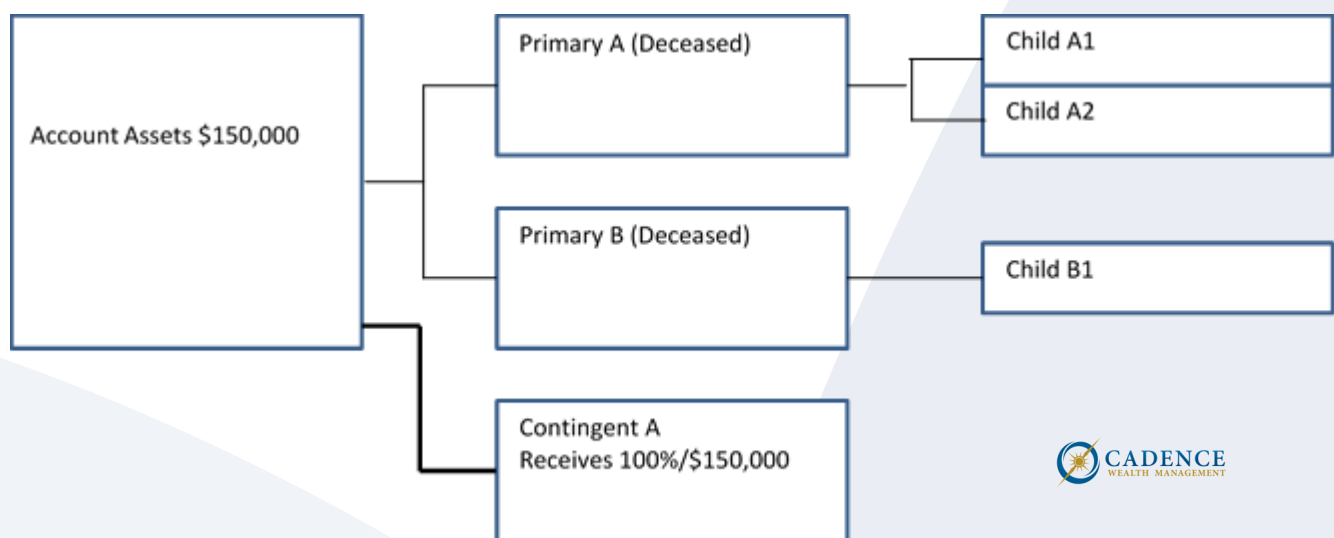 Account Assets $150,000
Primary A (Deceased)
Child A1
Child A2
Primary B (Deceased)
Child B1
Contingent A
Receives 100%/$150,000
CADENCE
WEALTH MANAGEMENT